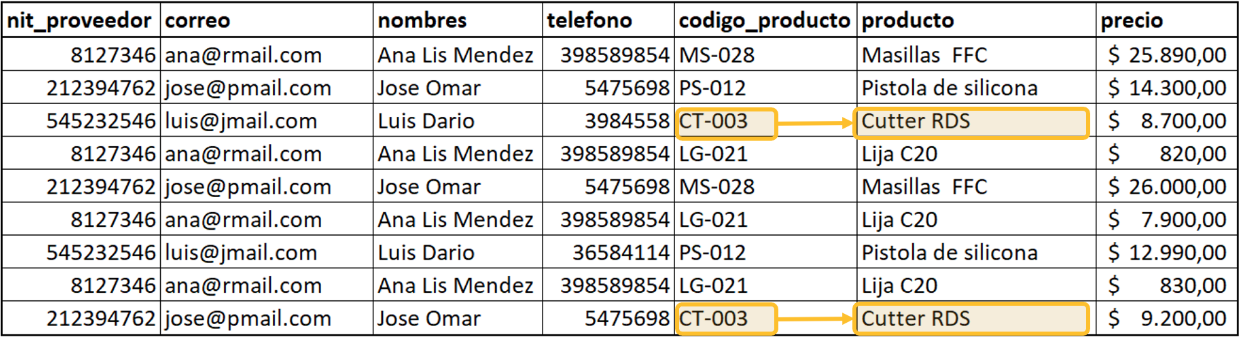 nit_proveedor correo nombres telefono codigo_producto producto precio
8127346 ana@rmail.com Ana Lis Mendez 398589854 MS-028 Masillas FFC $ 25.890,00
212394762 jose@pmail.com Jose Omar 5475698 PS-012 Pistola de silicona $ 14.300,00
545232546 luis@jmail.com Luis Dario 3984558 CT-003 Cutter RDS $ 8.700,00
8127346 ana@rmail.com Ana Lis Mendez 398589854 LG-021 Lija C20 $ 820,00
212394762 jose@pmail.com Jose Omar 5475698 MS-028 Masillas FFC $ 26.000,00
8127346 ana@rmail.com Ana Lis Mendez 398589854 LG-021 Lija C20 $ 7.900,00
545232546 luis@jmail.com Luis Dario 36584114 PS-012 Pistola de silicona $ 12.990,00
8127346 ana@rmail.com Ana Lis Mendez 398589854 LG-021 Lija C20 $ 830,00
212394762 jose@pmail.com Jose Omar 5475698 CT-003 Cutter RDS $ 9.200,00